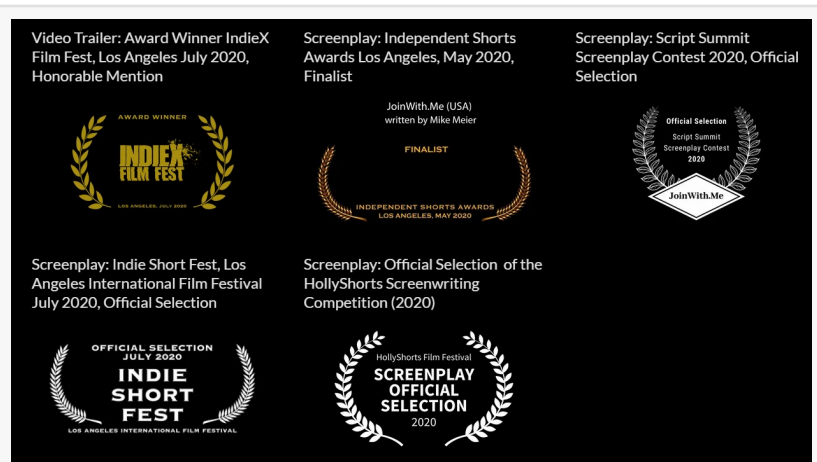 Video Trailer: Award Winner IndieX
Film Fest, Los Angeles July 2020,
Honorable Mention
AWARD WINNER
INDIEX
FILM FEST
LOS ANGELES, JULY 2020
Screenplay: Independent Shorts
Awards Los Angeles, May 2020,
Finalist
JoinWith.Me (USA)
written by Mike Meier
FINALIST
INDEPENDENT SHORTS AWARDS
LOS ANGELES, MAY 2020
Screenplay: Script Summit
Screenplay Contest 2020, Official
Selection
Official Selection
Script Summit
Screenplay Contest
2020
JoinWith.Me
Screenplay: Indie Short Fest, Los
Angeles International Film Festival
July 2020, Official Selection
OFFICIAL SELECTION
JULY 2020
INDIE
SHORT
FEST
LOS ANGELES INTERNATIONAL FILM FESTIVAL
Screenplay: Official Selection of the
HollyShorts Screenwriting
Competition (2020)
HollyShorts Film Festival
SCREENPLAY
OFFICIAL
SELECTION
2020